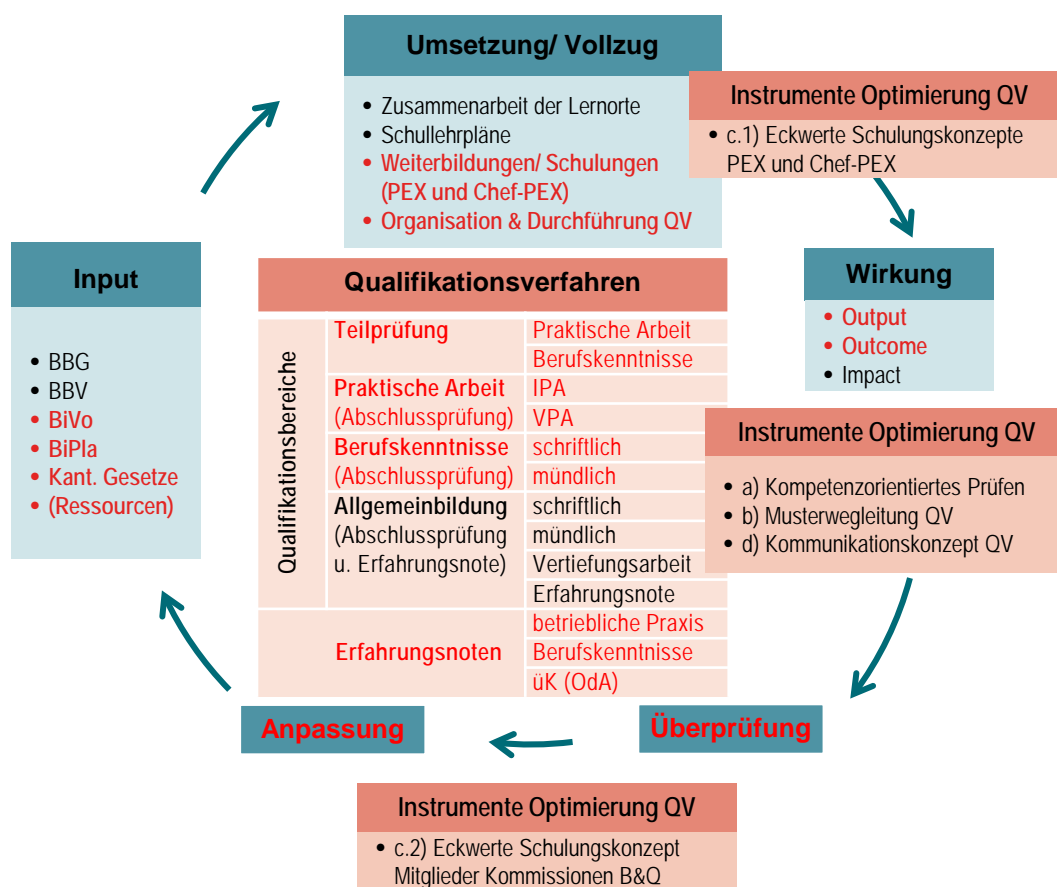 Umsetzung/ Vollzug
• Zusammenarbeit der Lernorte
• Schullehrpläne
• Weiterbildungen/ Schulungen
(PEX und Chef-PEX)
• Organisation & Durchführung QV
Instrumente Optimierung QV
• c.1) Eckwerte Schulungskonzepte
PEX und Chef-PEX
Input
• BBG
• BBV
• BiVo
• BiPla
• Kant. Gesetze
• (Ressourcen)
Qualifikationsverfahren
Qualifikationsbereiche
Teilprüfung
Praktische Arbeit
Berufskenntnisse
Praktische Arbeit
(Abschlussprüfung)
IPA
VPA
Berufskenntnisse
(Abschlussprüfung)
schriftlich
mündlich
Allgemeinbildung
(Abschlussprüfung
u. Erfahrungsnote)
schriftlich
mündlich
Vertiefungsarbeit
Erfahrungsnote
Erfahrungsnoten
betriebliche Praxis
Berufskenntnisse
üK (OdA)
Wirkung
• Output
• Outcome
• Impact
Instrumente Optimierung QV
• a) Kompetenzorientiertes Prüfen
• b) Musterwegleitung QV
• d) Kommunikationskonzept QV
Anpassung
Überprüfung
Instrumente Optimierung QV
• c.2) Eckwerte Schulungskonzept
Mitglieder Kommissionen B&Q